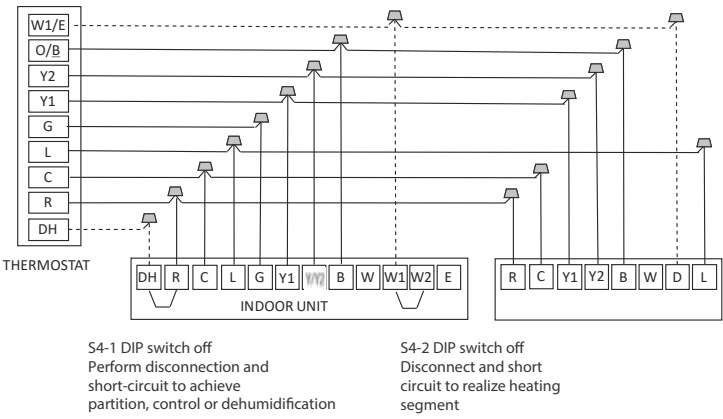 W1/E
O/B
Y2
Y1
G
L
C
R
DH
THERMOSTAT
DH R C L G Y1 Y/Y2 B W W1 W2 E
INDOOR UNIT
R C Y1 Y2 B W D L
S4-1 DIP switch off
Perform disconnection and
short-circuit to achieve
partition, control or dehumidification
S4-2 DIP switch off
Disconnect and short
circuit to realize heating
segment